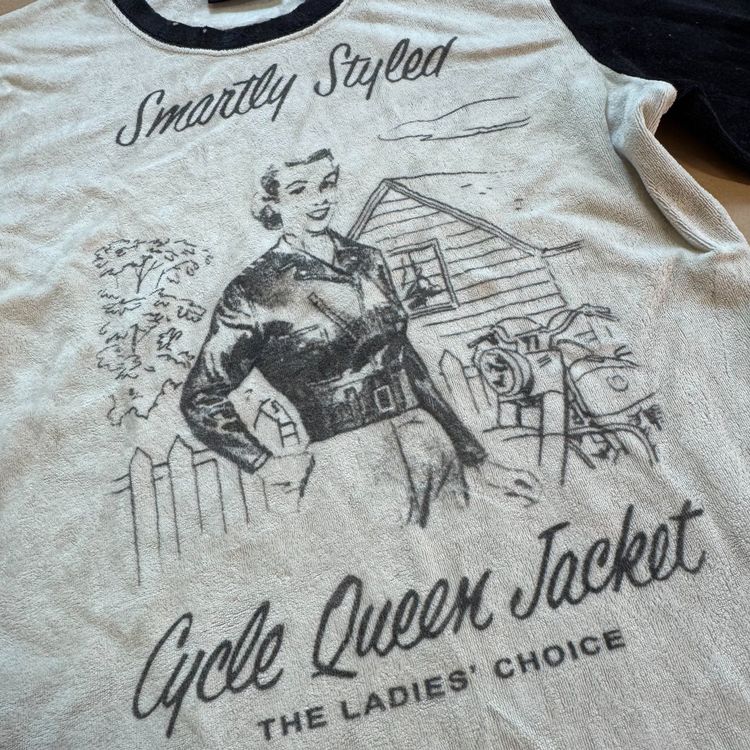 Smartly Styled
Cycle Queen Jacket
THE LADIES' CHOICE